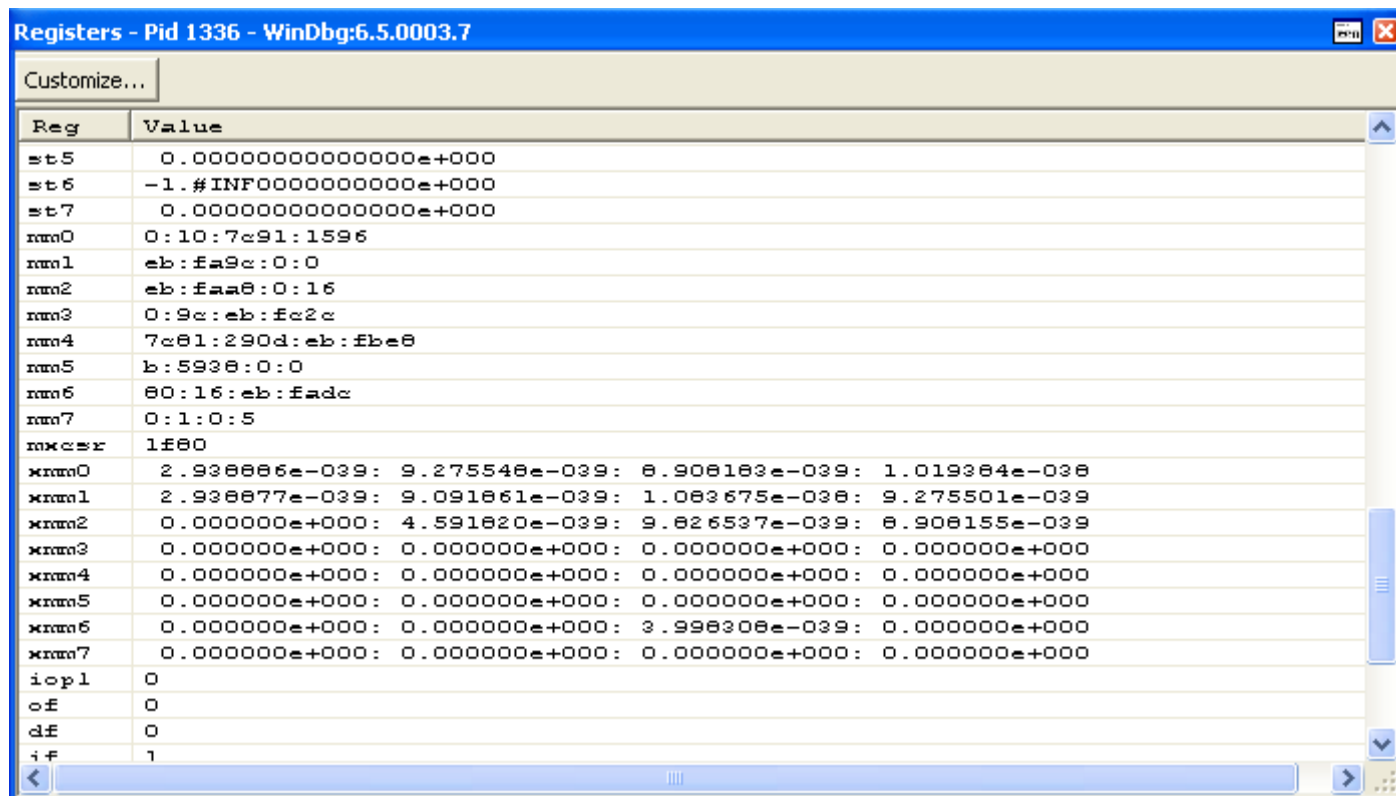 Registers - Pid 1336 - WinDbg:6.5.0003.7
Customize...
Reg Value
st5 0.00000000000000e+000
st6 -1.#INF0000000000e+000
st7 0.00000000000000e+000
mm0 0:10:7c91:1596
mm1 eb:fa9c:0:0
mm2 eb:faa8:0:16
mm3 0:9c:eb:fc2c
mm4 7c81:290d:eb:fbe8
mm5 b:5938:0:0
mm6 80:16:eb:fadc
mm7 0:1:0:5
mxcsr 1f80
xmm0 2.938886e-039: 9.275548e-039: 8.908183e-039: 1.019384e-038
xmm1 2.938877e-039: 9.091861e-039: 1.083675e-038: 9.275501e-039
xmm2 0.000000e+000: 4.591820e-039: 9.826537e-039: 8.908155e-039
xmm3 0.000000e+000: 0.000000e+000: 0.000000e+000: 0.000000e+000
xmm4 0.000000e+000: 0.000000e+000: 0.000000e+000: 0.000000e+000
xmm5 0.000000e+000: 0.000000e+000: 0.000000e+000: 0.000000e+000
xmm6 0.000000e+000: 0.000000e+000: 3.998308e-039: 0.000000e+000
xmm7 0.000000e+000: 0.000000e+000: 0.000000e+000: 0.000000e+000
iopl 0
of 0
df 0
if 1